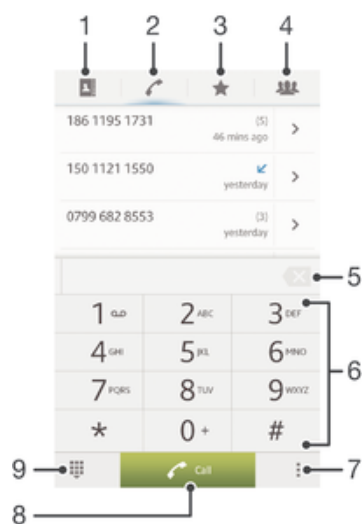 1 2 3 4
186 1195 1731 (5)
46 mins ago
150 1121 1550
yesterday
0799 682 8553 (3)
yesterday
5
1 2 ABC 3 DEF
4 GHI 5 JKL 6 MNO
6
7 PQRS 8 TUV 9 WXYZ
* 0 + #
9 Call 7
8